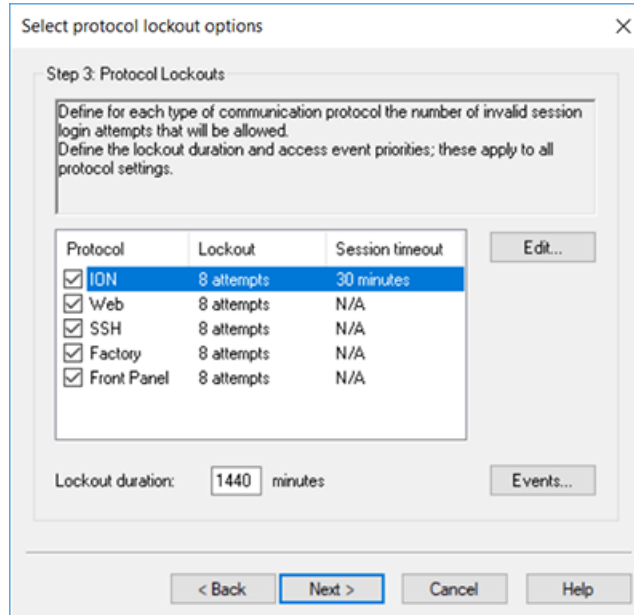 Select protocol lockout options
Step 3: Protocol Lockouts
Define for each type of communication protocol the number of invalid session
login attempts that will be allowed.
Define the lockout duration and access event priorities; these apply to all
protocol settings.
Protocol Lockout Session timeout
ION 8 attempts 30 minutes
Web 8 attempts N/A
SSH 8 attempts N/A
Factory 8 attempts N/A
Front Panel 8 attempts N/A
Edit...
Lockout duration: 1440 minutes
Events...
< Back Next > Cancel Help